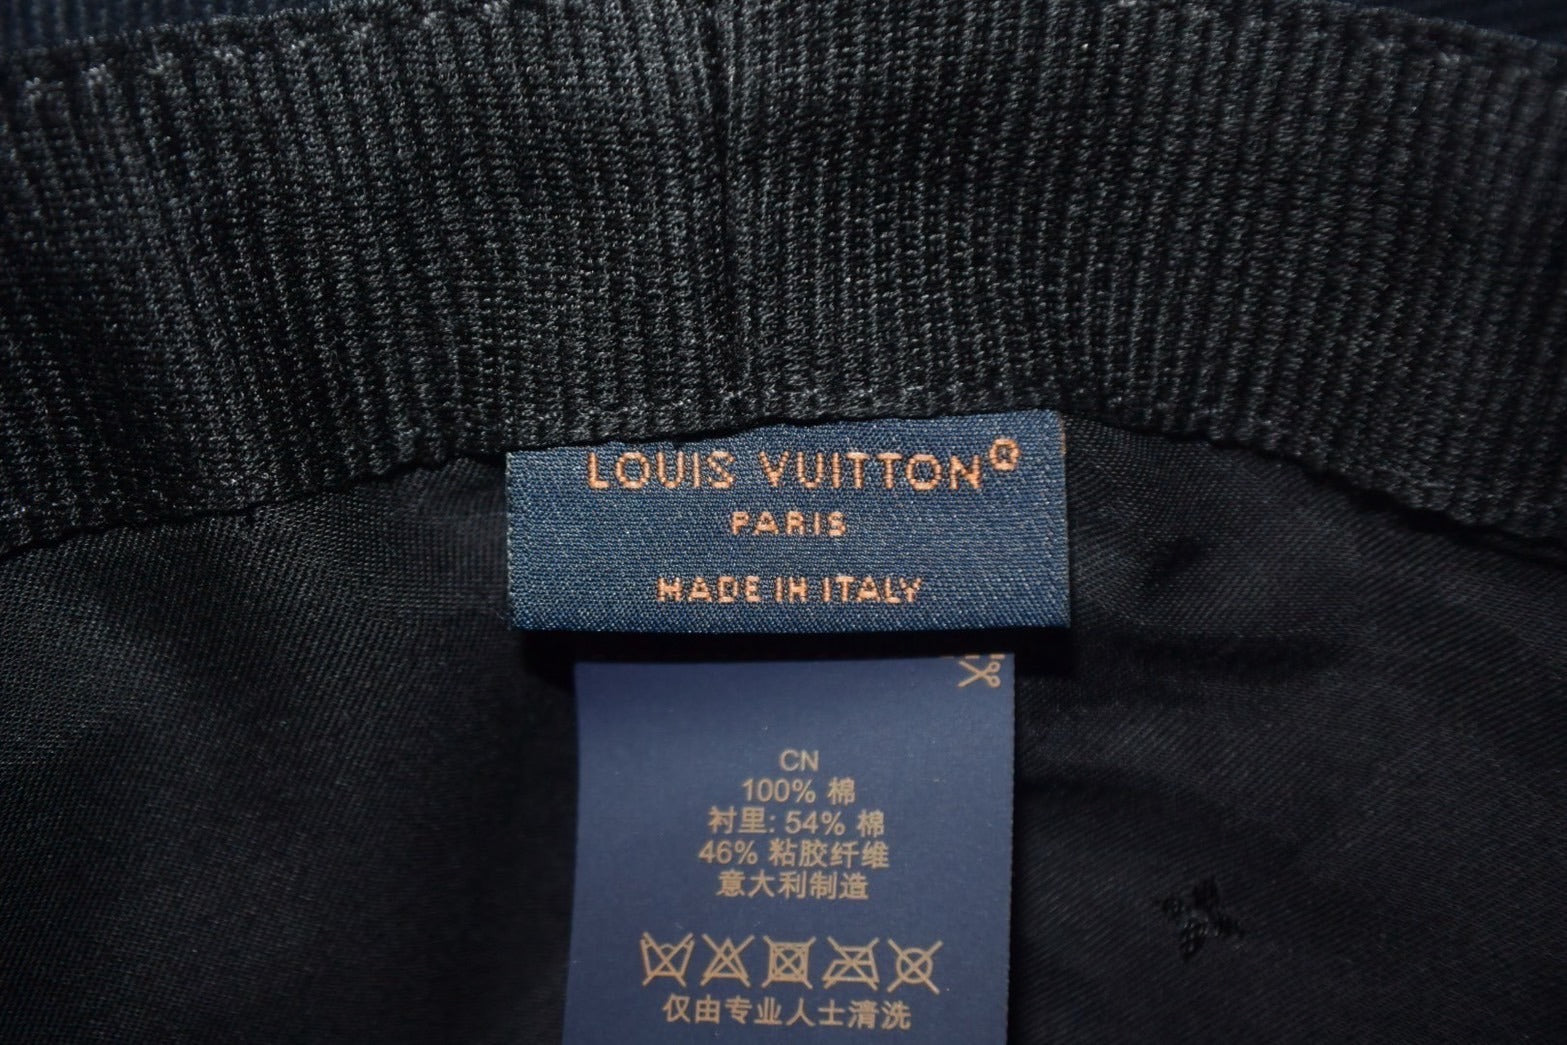 LOUIS VUITTON®
PARIS
MADE IN ITALY
CN
100% 棉
衬里: 54% 棉
46% 粘胶纤维
意大利制造
仅由专业人士清洗